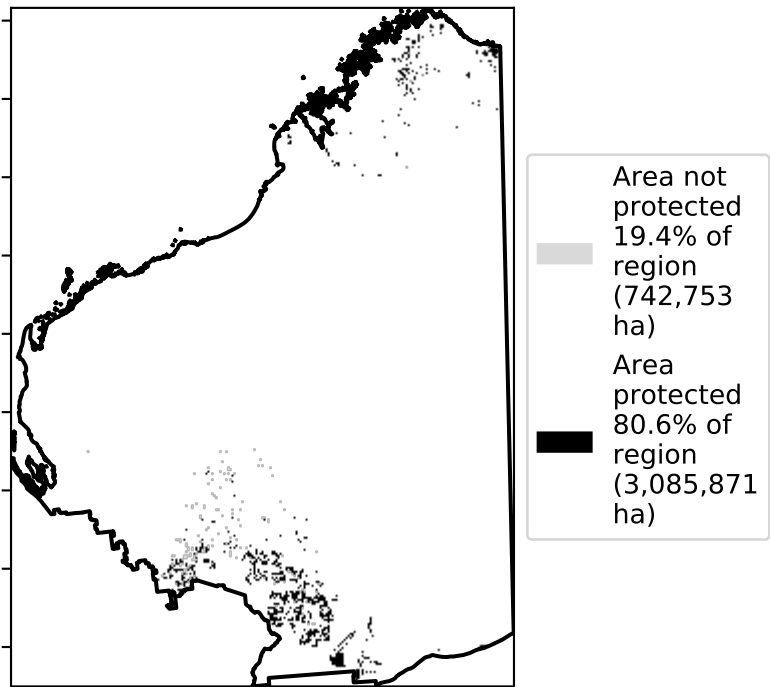 Area not
protected
19.4% of
region
(742,753
ha)
Area
protected
80.6% of
region
(3,085,871
ha)